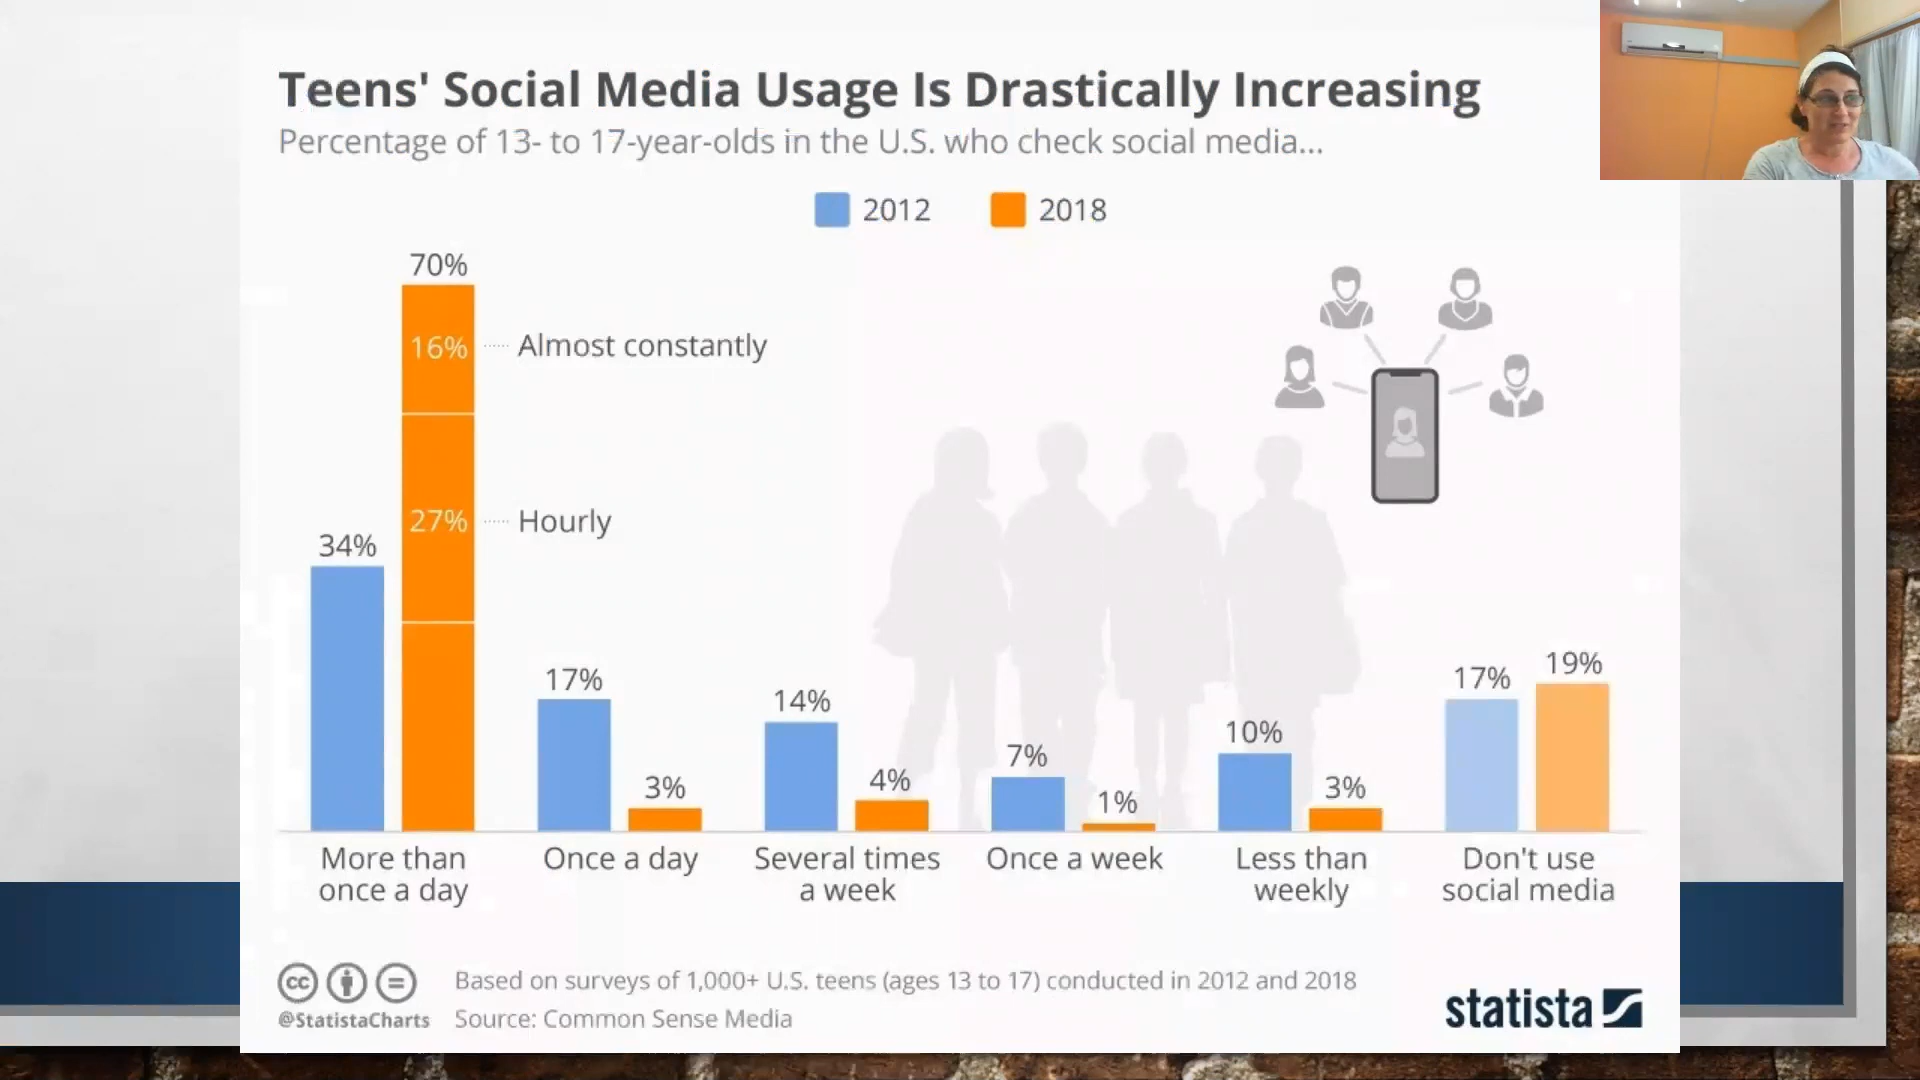 Teens' Social Media Usage Is Drastically Increasing
Percentage of 13- to 17-year-olds in the U.S. who check social media...
2012
2018
70%
16%
Almost constantly
27%
Hourly
34%
17%
3%
14%
4%
7%
1%
10%
3%
17%
19%
More than
once a day
Once a day
Several times
a week
Once a week
Less than
weekly
Don't use
social media
cc
@StatistaCharts
Based on surveys of 1,000+ U.S. teens (ages 13 to 17) conducted in 2012 and 2018
Source: Common Sense Media
statista